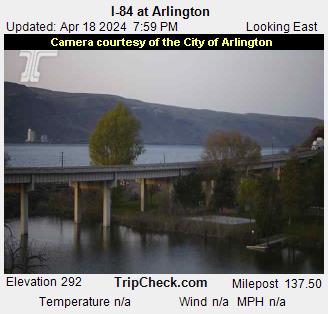 I-84 at Arlington
Updated: Apr 18 2024 7:59 PM Looking East
Camera courtesy of the City of Arlington
Elevation 292 TripCheck.com Milepost 137.50
Temperature n/a Wind n/a MPH n/a